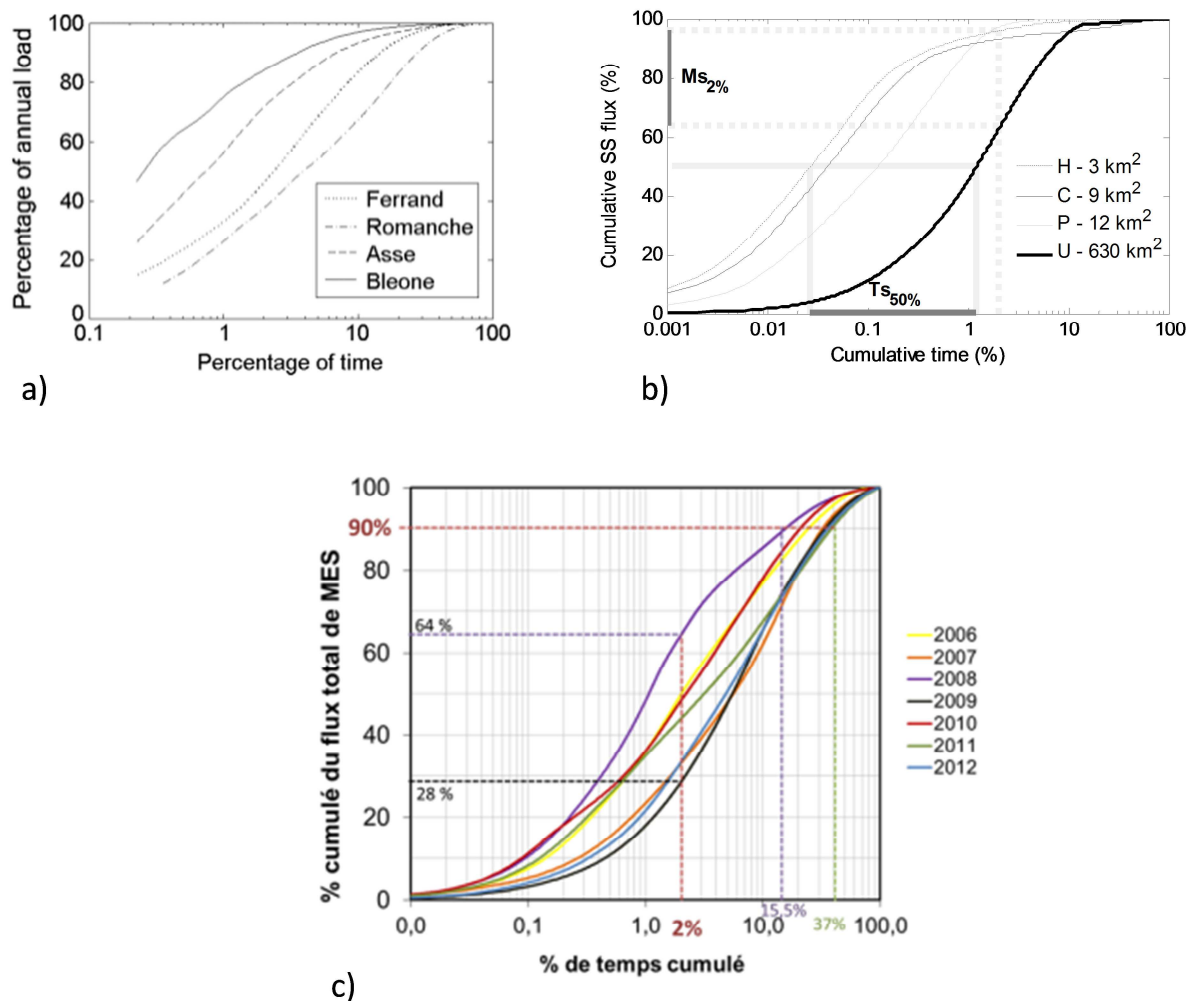 Percentage of annual load
100
80
60
40
20
0
0.1
1
10
100
Percentage of time
Ferrand
Romanche
Asse
Bleone
a)
Cumulative SS flux (%)
100
80
60
40
20
0
Ms2%
Ts50%
H - 3 km²
C - 9 km²
P - 12 km²
U - 630 km²
0.001
0.01
0.1
1
10
100
Cumulative time (%)
b)
% cumulé du flux total de MES
100
90%
80
64 %
60
40
28 %
20
0
0,0
0,1
1,0
2%
10,0
15,5%
37%
100,0
% de temps cumulé
2006
2007
2008
2009
2010
2011
2012
c)